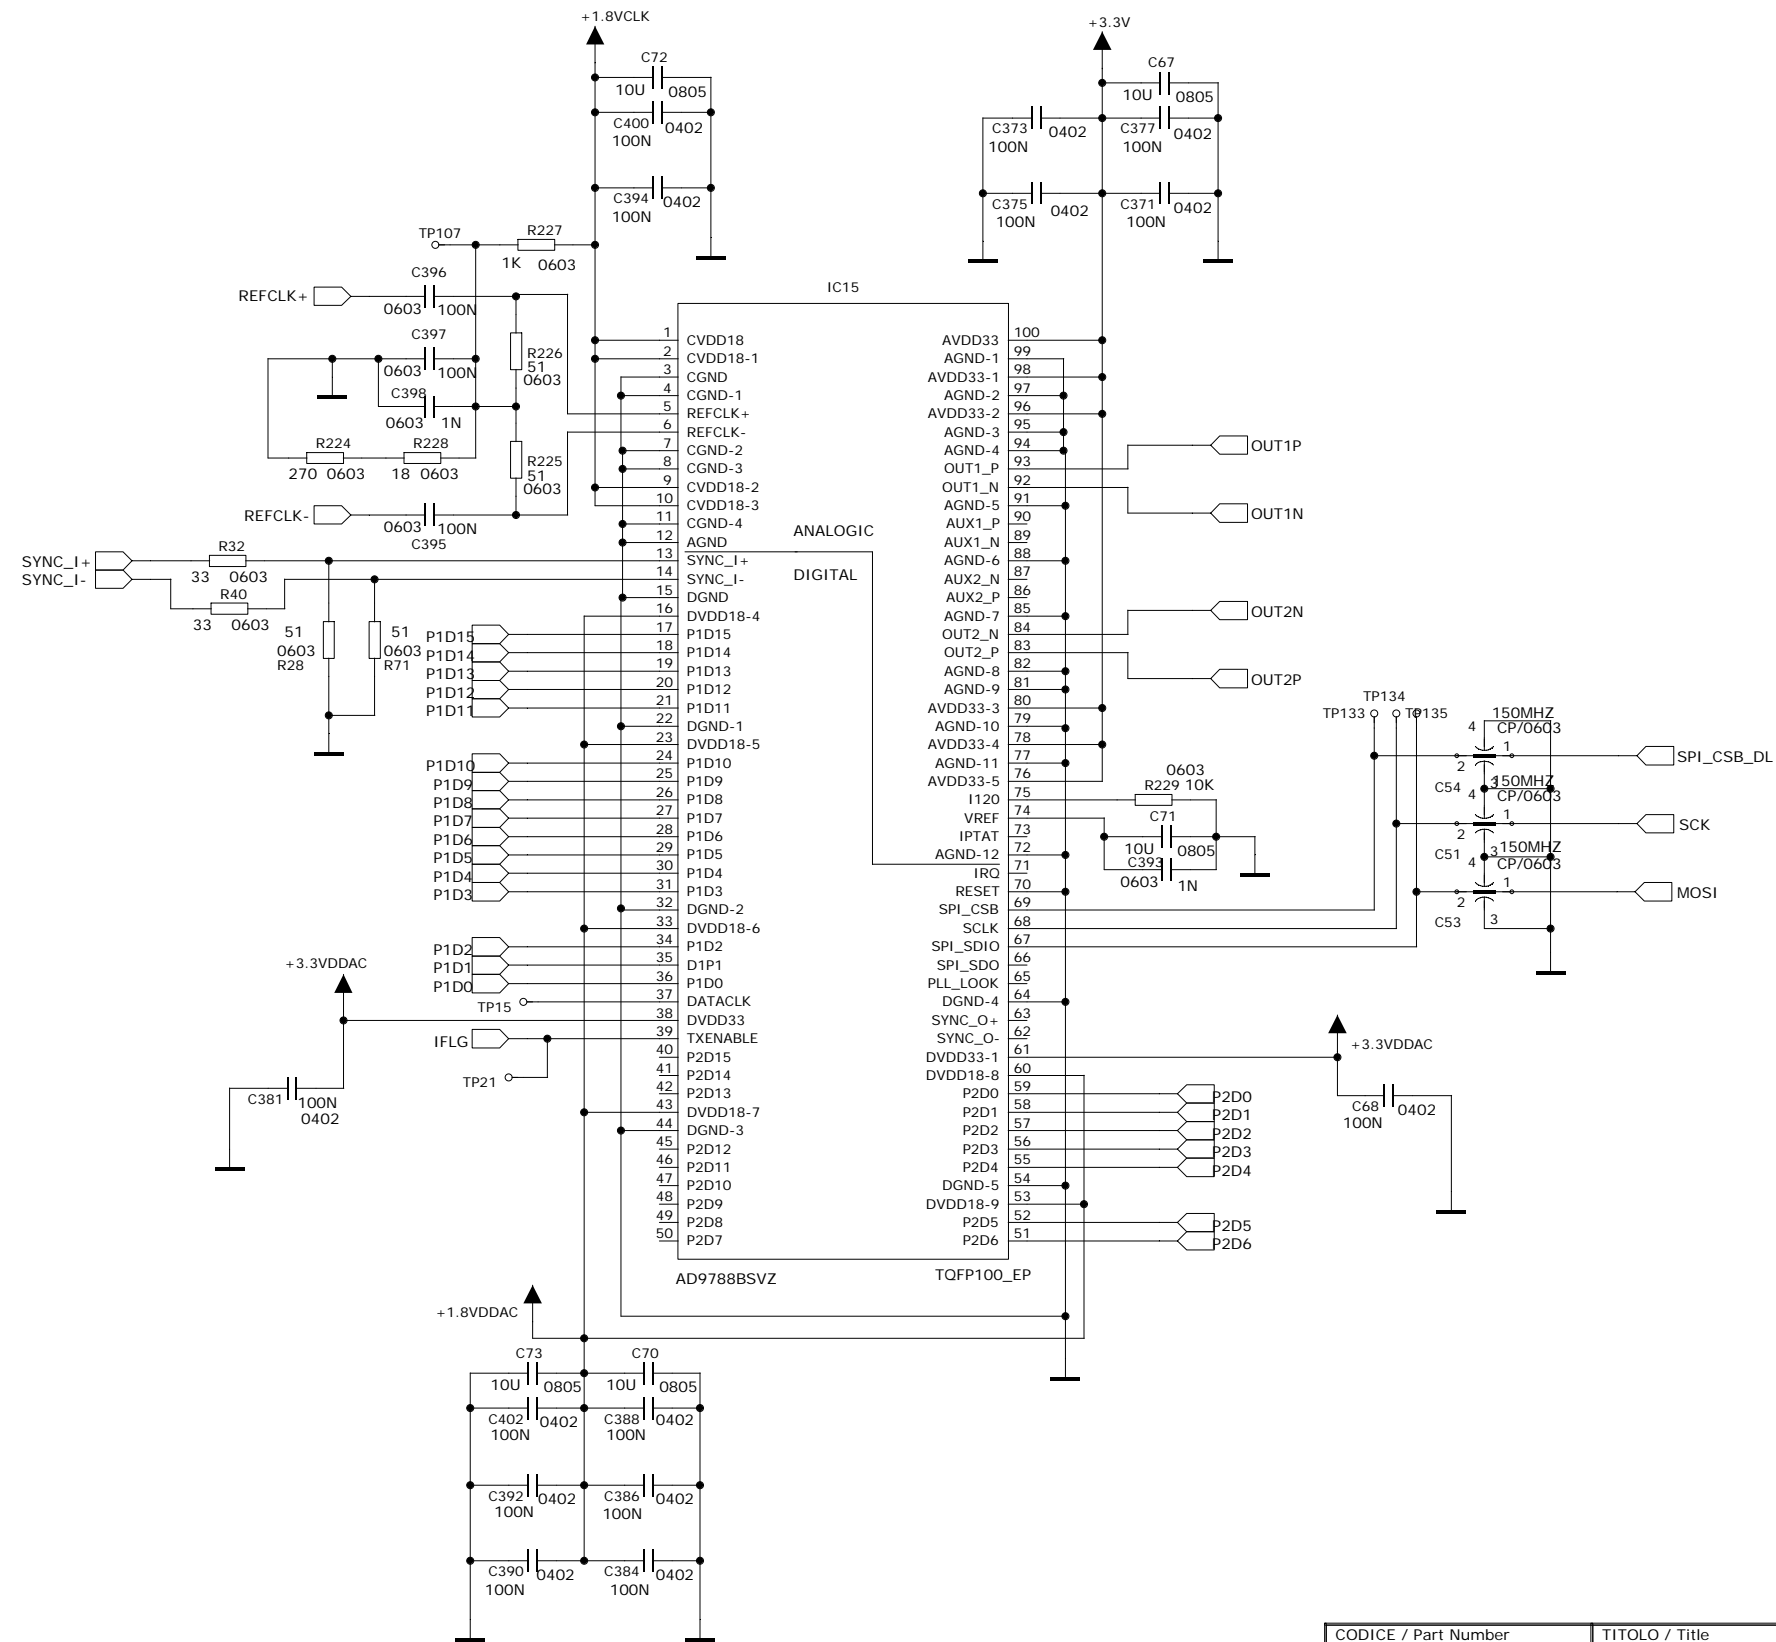 +1.8VCLK
+3.3V
C72
10U 0805
C400 0402
100N
C394 0402
100N
C67
10U 0805
C373 0402
100N
C377 0402
100N
C375 0402
100N
C371 0402
100N
TP107
R227
1K 0603
C396
REFCLK+
0603 100N
C397
0603 100N
C398
0603 1N
R226
51
0603
R224
270 0603
R228
18 0603
R225
51
0603
REFCLK-
0603 100N
C395
SYNC_I+
SYNC_I-
R32
33 0603
R40
33 0603
51
0603
R28
51
0603
R71
IC15
ANALOGIC
DIGITAL
1 CVDD18
2 CVDD18-1
3 CGND
4 CGND-1
5 REFCLK+
6 REFCLK-
7 CGND-2
8 CGND-3
9 CVDD18-2
10 CVDD18-3
11 CGND-4
12 AGND
13 SYNC_I+
14 SYNC_I-
15 DGND
16 DVDD18-4
P1D15 17 P1D15
P1D14 18 P1D14
P1D13 19 P1D13
P1D12 20 P1D12
P1D11 21 P1D11
22 DGND-1
23 DVDD18-5
P1D10 24 P1D10
P1D9 25 P1D9
P1D8 26 P1D8
P1D7 27 P1D7
P1D6 28 P1D6
P1D5 29 P1D5
P1D4 30 P1D4
P1D3 31 P1D3
32 DGND-2
33 DVDD18-6
P1D2 34 P1D2
P1D1 35 D1P1
P1D0 36 P1D0
TP15 37 DATACLK
38 DVDD33
IFLG 39 TXENABLE
40 P2D15
TP21
41 P2D14
42 P2D13
43 DVDD18-7
44 DGND-3
45 P2D12
46 P2D11
47 P2D10
48 P2D9
49 P2D8
50 P2D7
+3.3VDDAC
C381 100N
0402
AVDD33 100
AGND-1 99
AVDD33-1 98
AGND-2 97
AVDD33-2 96
AGND-3 95
AGND-4 94
OUT1_P 93 OUT1P
OUT1_N 92 OUT1N
AGND-5 91
AUX1_P 90
AUX1_N 89
AGND-6 88
AUX2_N 87
AUX2_P 86
AGND-7 85
OUT2_N 84 OUT2N
OUT2_P 83 OUT2P
AGND-8 82
AGND-9 81
AVDD33-3 80
AGND-10 79
AVDD33-4 78
AGND-11 77
AVDD33-5 76
I120 75
VREF 74
IPTAT 73
AGND-12 72
IRQ 71
RESET 70
SPI_CSB 69
SCLK 68
SPI_SDIO 67
SPI_SDO 66
PLL_LOOK 65
DGND-4 64
SYNC_O+ 63
SYNC_O- 62
DVDD33-1 61
DVDD18-8 60
P2D0 59 P2D0
P2D1 58 P2D1
P2D2 57 P2D2
P2D3 56 P2D3
P2D4 55 P2D4
DGND-5 54
DVDD18-9 53
P2D5 52 P2D5
P2D6 51 P2D6
AD9788BSVZ
TQFP100_EP
0603
R229 10K
C71
10U 0805
C393
0603 1N
TP134
TP133
TP135
150MHZ
CP/0603
4 1
2 3
C54
SPI_CSB_DL
150MHZ
CP/0603
4 1
2 3
C51
SCK
150MHZ
CP/0603
4 1
2 3
C53
MOSI
+3.3VDDAC
C68 0402
100N
+1.8VDDAC
C73
10U 0805
C70
10U 0805
C402 0402
100N
C388 0402
100N
C392 0402
100N
C386 0402
100N
C390 0402
100N
C384 0402
100N
CODICE / Part Number
TITOLO / Title